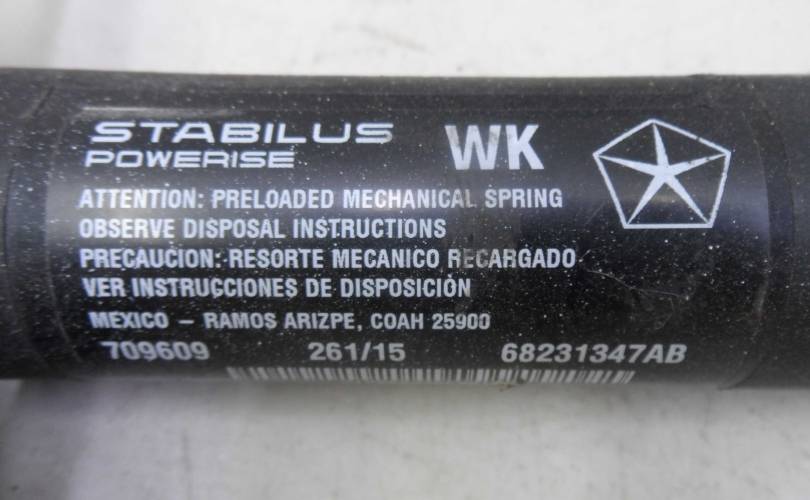 STABILUS WK
POWERISE
ATTENTION: PRELOADED MECHANICAL SPRING
OBSERVE DISPOSAL INSTRUCTIONS
PRECAUCION: RESORTE MECANICO RECARGADO
VER INSTRUCCIONES DE DISPOSICIÓN
MEXICO – RAMOS ARIZPE, COAH 25900
709609 261/15 68231347AB